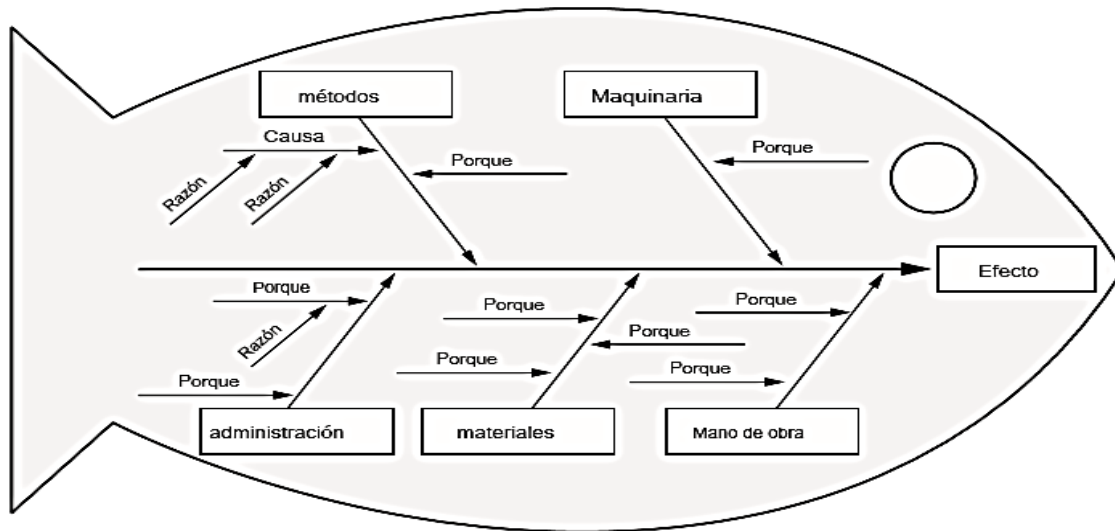 métodos
Maquinaria
Causa
Porque
Porque
Razón
Razón
Efecto
Porque
Porque
Porque
Razón
Porque
Porque
Porque
Porque
administración
materiales
Mano de obra